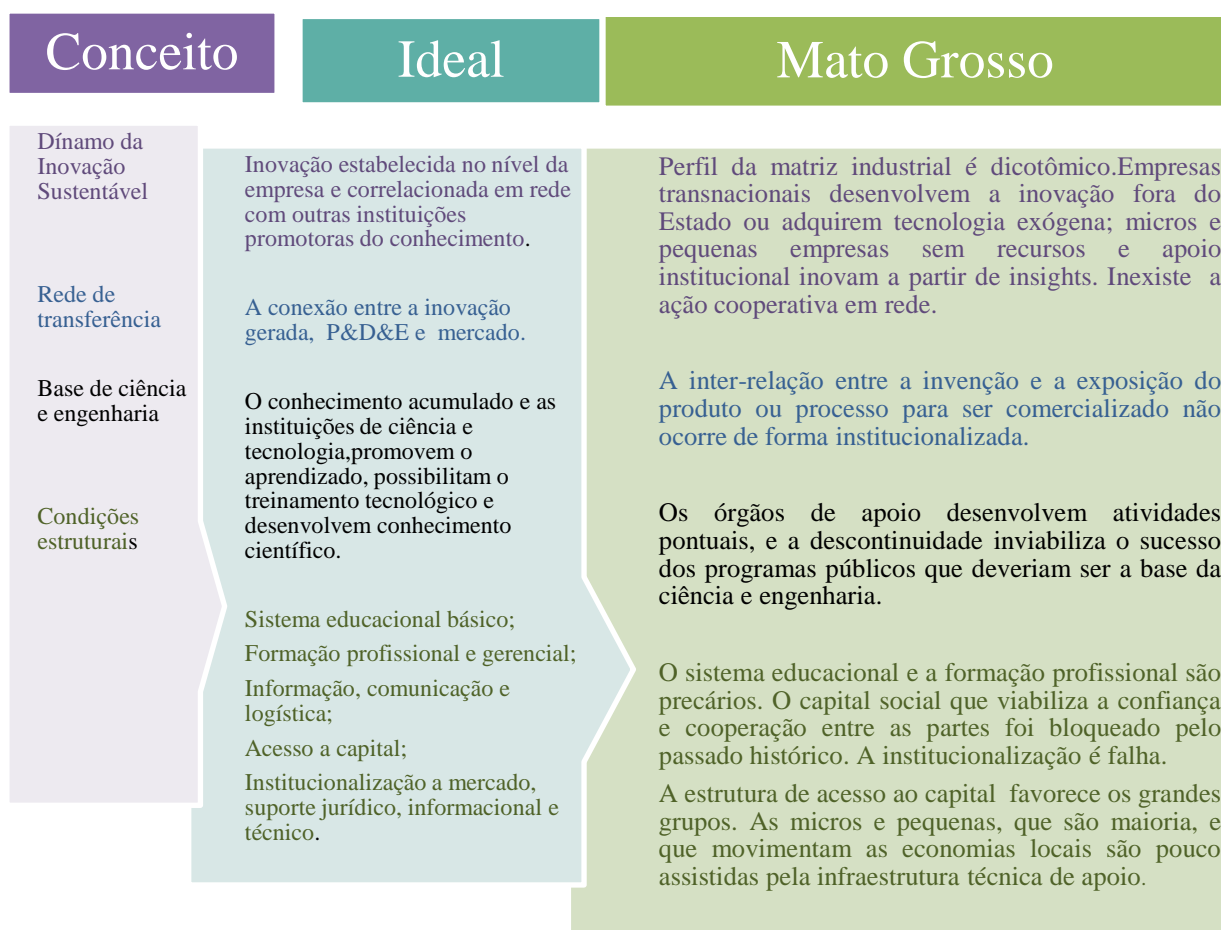 Conceito
Ideal
Mato Grosso
Dínamo da
Inovação
Sustentável
Rede de
transferência
Base de ciência
e engenharia
Condições
estruturais
Inovação estabelecida no nível da
empresa e correlacionada em rede
com outras instituições
promotoras do conhecimento.
A conexão entre a inovação
gerada, P&D&E e mercado.
O conhecimento acumulado e as
instituições de ciência e
tecnologia,promovem o
aprendizado, possibilitam o
treinamento tecnológico e
desenvolvem conhecimento
científico.
Sistema educacional básico;
Formação profissional e gerencial;
Informação, comunicação e
logística;
Acesso a capital;
Institucionalização a mercado,
suporte jurídico, informacional e
técnico.
Perfil da matriz industrial é dicotômico.Empresas
transnacionais desenvolvem a inovação fora do
Estado ou adquirem tecnologia exógena; micros e
pequenas empresas sem recursos e apoio
institucional inovam a partir de insights. Inexiste a
ação cooperativa em rede.
A inter-relação entre a invenção e a exposição do
produto ou processo para ser comercializado não
ocorre de forma institucionalizada.
Os órgãos de apoio desenvolvem atividades
pontuais, e a descontinuidade inviabiliza o sucesso
dos programas públicos que deveriam ser a base da
ciência e engenharia.
O sistema educacional e a formação profissional são
precários. O capital social que viabiliza a confiança
e cooperação entre as partes foi bloqueado pelo
passado histórico. A institucionalização é falha.
A estrutura de acesso ao capital favorece os grandes
grupos. As micros e pequenas, que são maioria, e
que movimentam as economias locais são pouco
assistidas pela infraestrutura técnica de apoio.